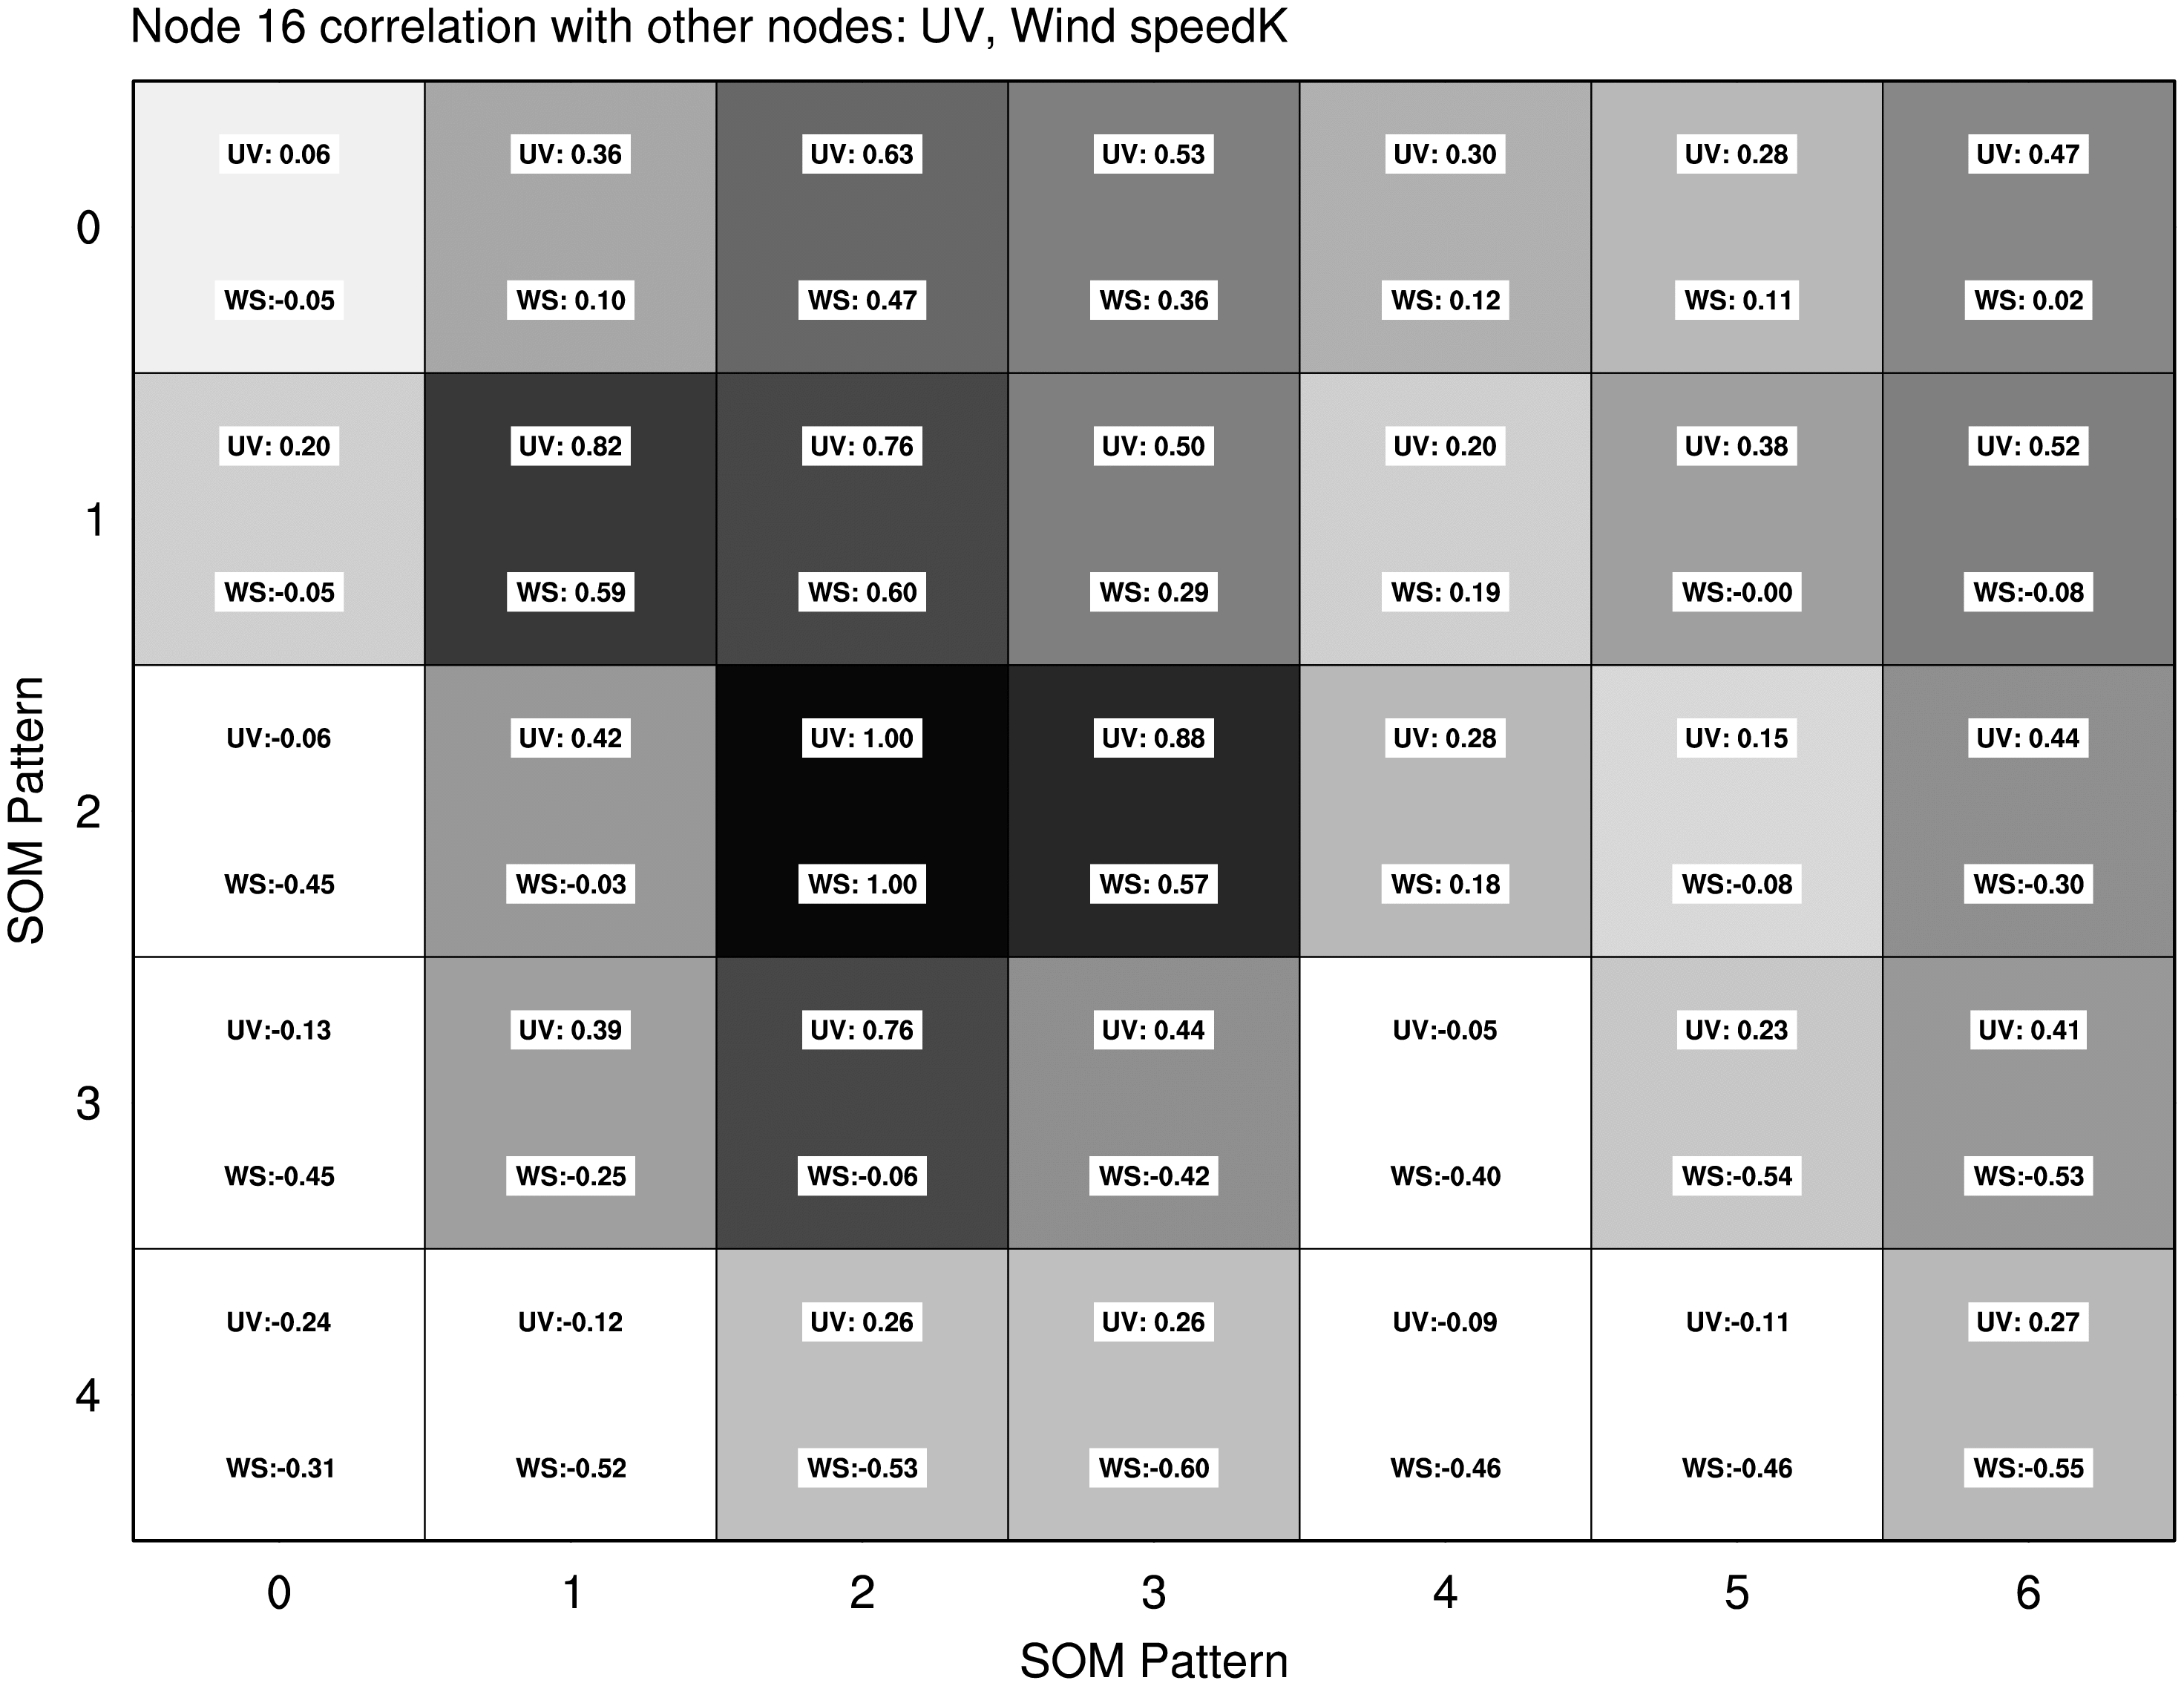 Node 16 correlation with other nodes: UV, Wind speedK
UV: 0.06 UV: 0.36 UV: 0.63 UV: 0.53 UV: 0.30 UV: 0.28 UV: 0.47
0
WS:-0.05 WS: 0.10 WS: 0.47 WS: 0.36 WS: 0.12 WS: 0.11 WS: 0.02
UV: 0.20 UV: 0.82 UV: 0.76 UV: 0.50 UV: 0.20 UV: 0.38 UV: 0.52
1
WS:-0.05 WS: 0.59 WS: 0.60 WS: 0.29 WS: 0.19 WS:-0.00 WS:-0.08
UV:-0.06 UV: 0.42 UV: 1.00 UV: 0.88 UV: 0.28 UV: 0.15 UV: 0.44
SOM Pattern
2
WS:-0.45 WS:-0.03 WS: 1.00 WS: 0.57 WS: 0.18 WS:-0.08 WS:-0.30
UV:-0.13 UV: 0.39 UV: 0.76 UV: 0.44 UV:-0.05 UV: 0.23 UV: 0.41
3
WS:-0.45 WS:-0.25 WS:-0.06 WS:-0.42 WS:-0.40 WS:-0.54 WS:-0.53
UV:-0.24 UV:-0.12 UV: 0.26 UV: 0.26 UV:-0.09 UV:-0.11 UV: 0.27
4
WS:-0.31 WS:-0.52 WS:-0.53 WS:-0.60 WS:-0.46 WS:-0.46 WS:-0.55
0 1 2 3 4 5 6
SOM Pattern